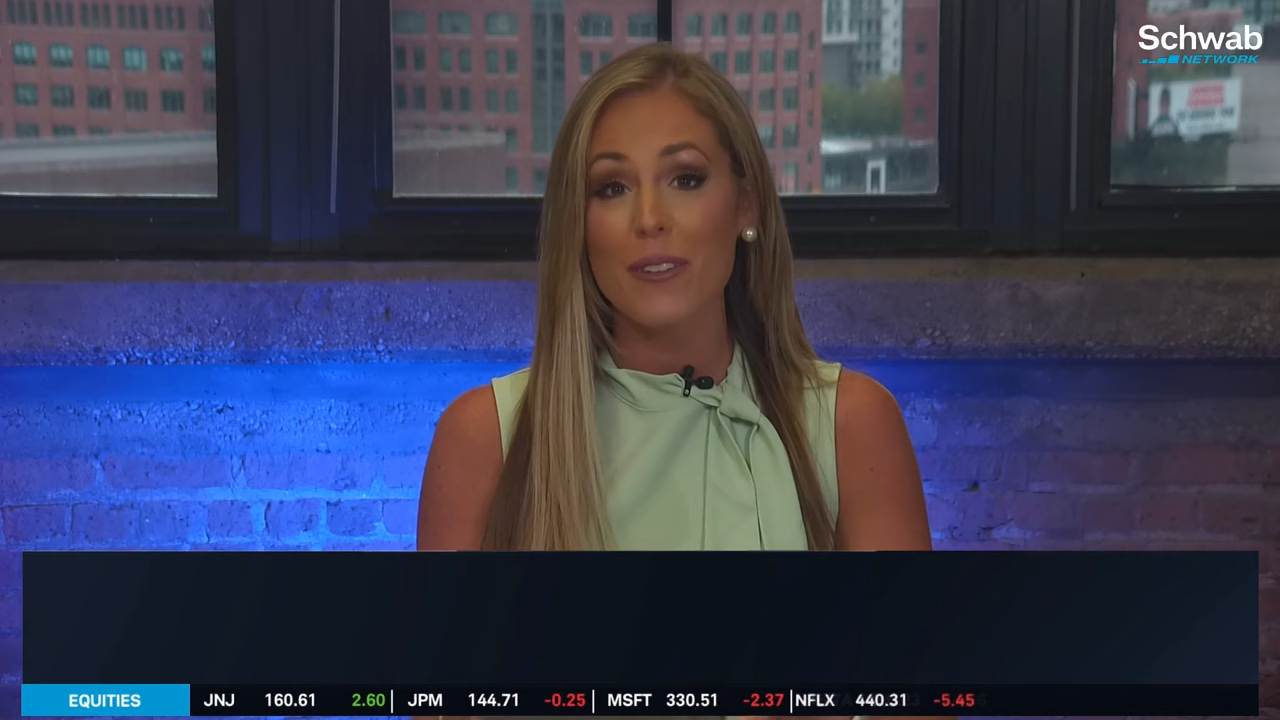 Schwab
NETWORK
EQUITIES JNJ 160.61 2.60 JPM 144.71 -0.25 MSFT 330.51 -2.37 NFLX 440.31 -5.45